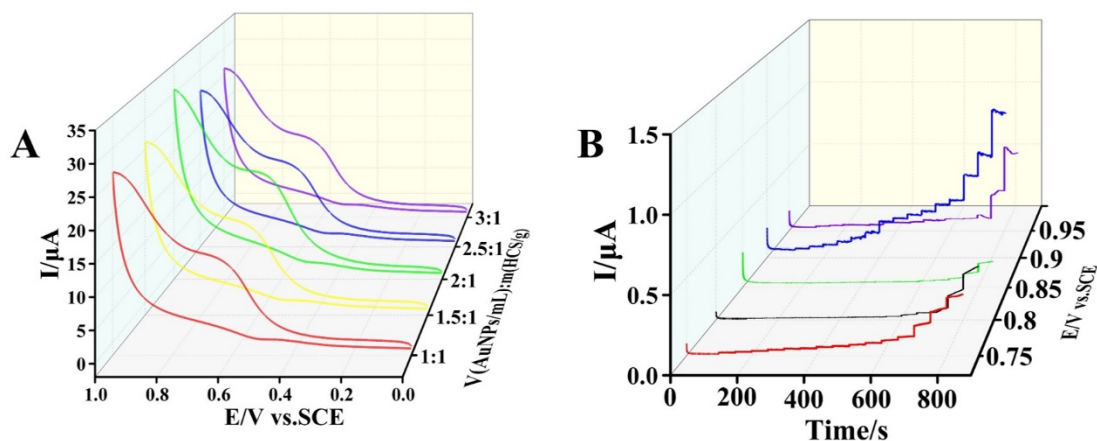 A
I/μA
35
30
25
20
15
10
5
0
1.0 0.8 0.6 0.4 0.2 0.0
E/V vs.SCE
3:1
2.5:1
2:1
1.5:1
1:1
V(AuNPs/mL):m(HCS/g)
B
I/μA
1.5
1.0
0.5
0.0
0 200 400 600 800
Time/s
0.95
0.9
0.85
0.8
0.75
E/V vs.SCE